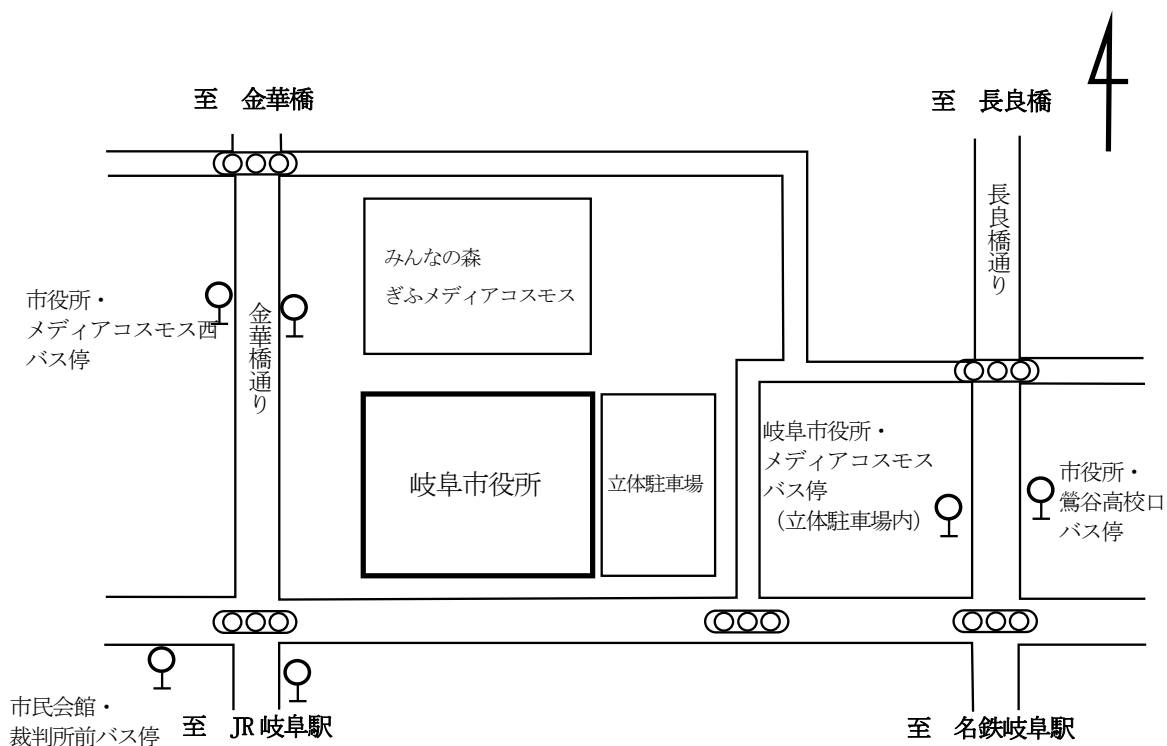 至　金華橋
至　長良橋
長良橋通り
みんなの森
ぎふメディアコスモス
市役所・
メディアコスモス西
バス停
金華橋通り
岐阜市役所・
メディアコスモス
バス停
（立体駐車場内）
市役所・
鶯谷高校口
バス停
岐阜市役所
立体駐車場
市民会館・
裁判所前バス停
至　JR 岐阜駅
至　名鉄岐阜駅